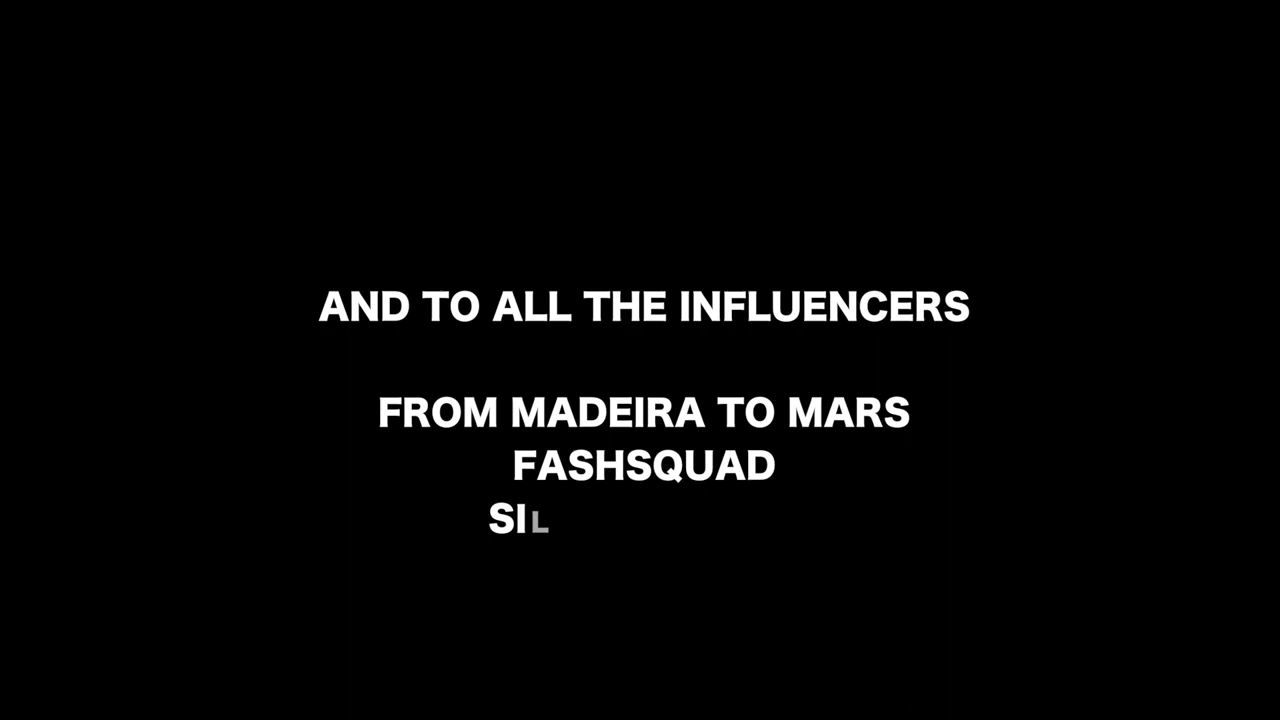 AND TO ALL THE INFLUENCERS
FROM MADEIRA TO MARS
FASHSQUAD
SIL